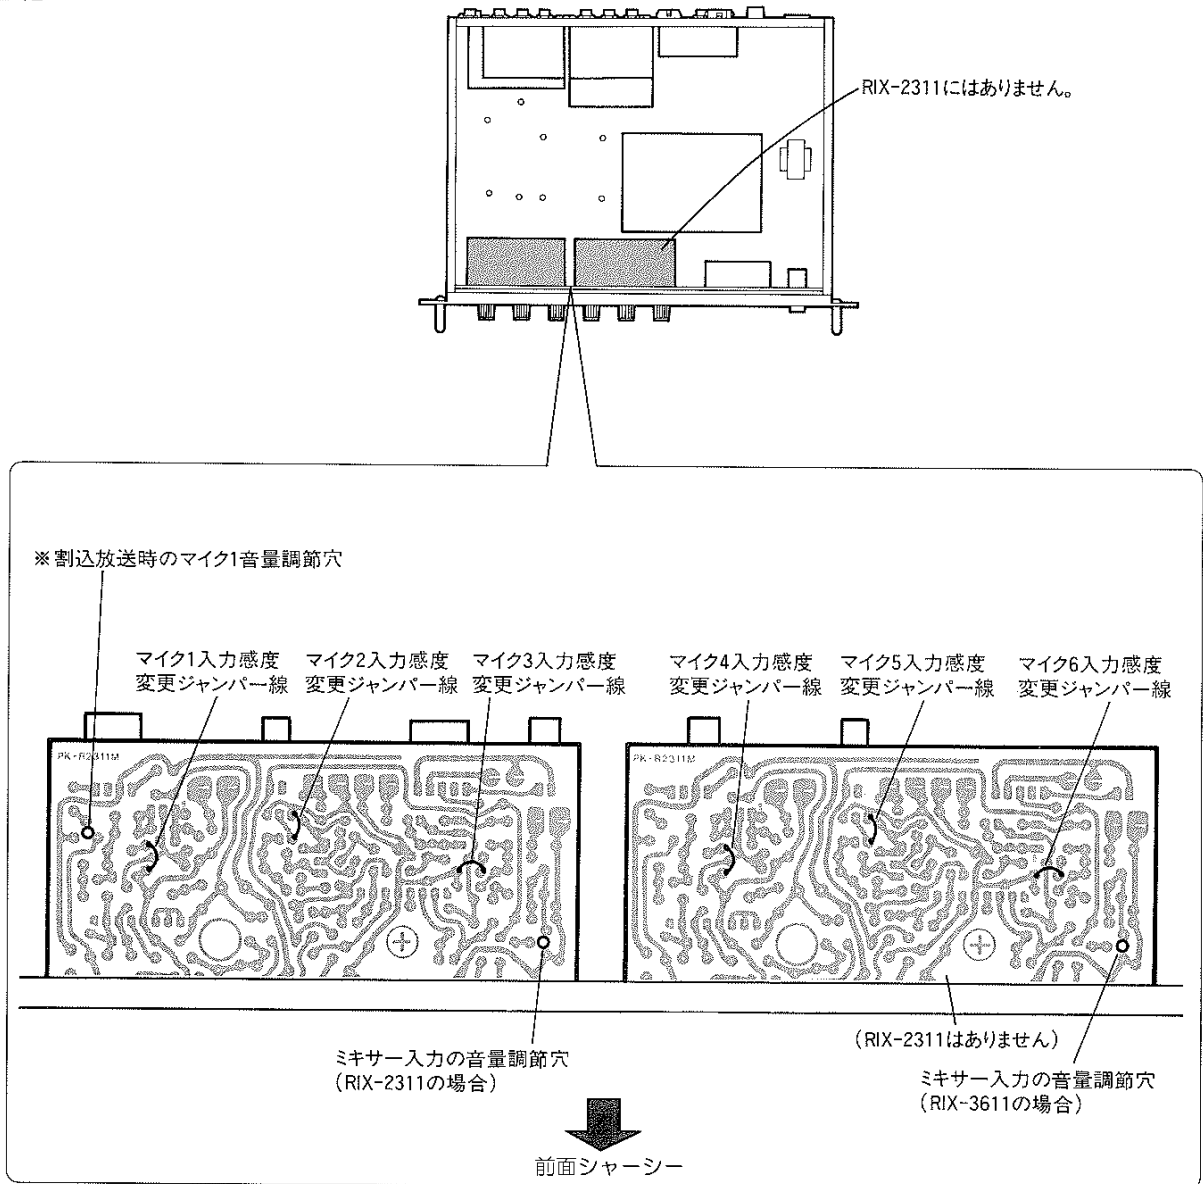 RIX-2311にはありません。
※割込放送時のマイク1音量調節穴
マイク1入力感度
変更ジャンパー線
マイク2入力感度
変更ジャンパー線
マイク3入力感度
変更ジャンパー線
マイク4入力感度
変更ジャンパー線
マイク5入力感度
変更ジャンパー線
マイク6入力感度
変更ジャンパー線
PK-R2311M
PK-R2311M
(RIX-2311はありません)
ミキサー入力の音量調節穴
(RIX-2311の場合)
ミキサー入力の音量調節穴
(RIX-3611の場合)
前面シャーシー